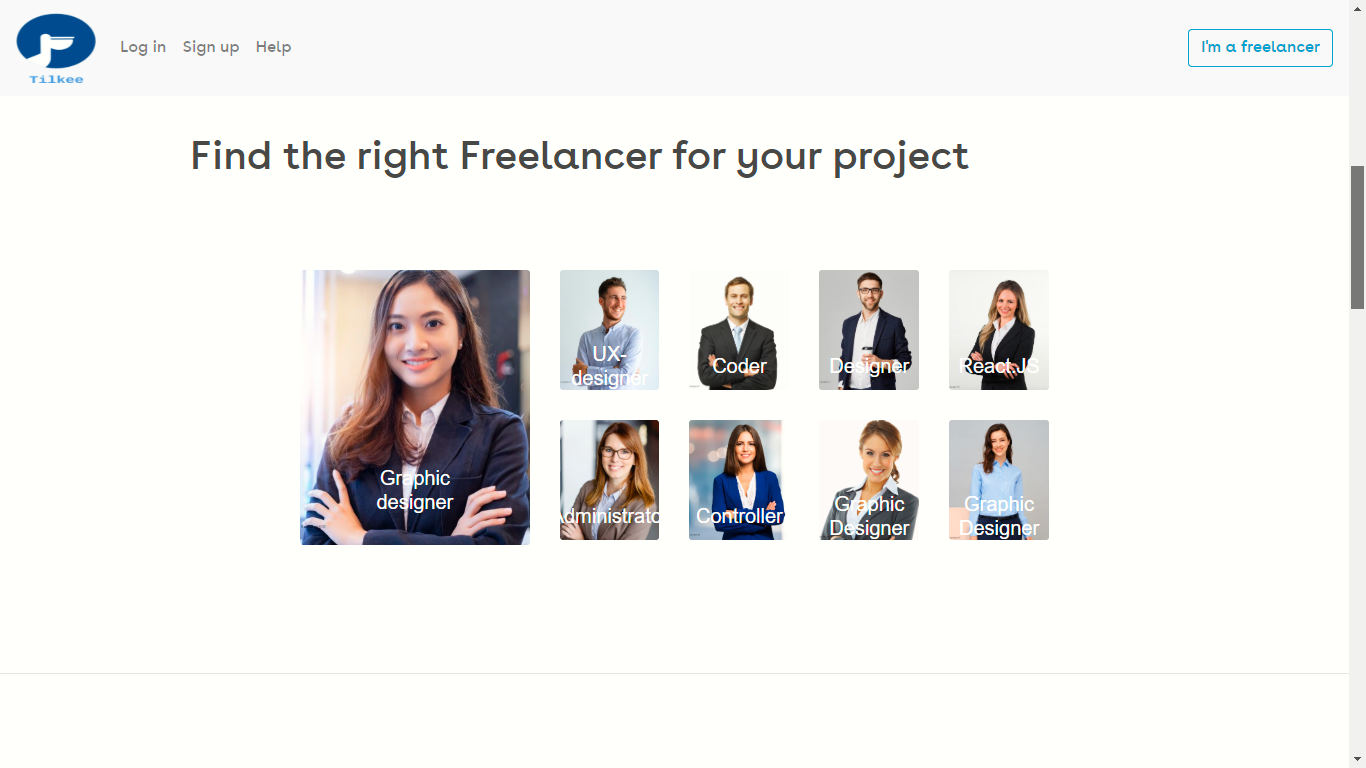 Tilkee
Log in Sign up Help
I'm a freelancer
Find the right Freelancer for your project
Graphic
designer
UX-
designer
Coder
Designer
React.JS
Administrato
Controller
Graphic
Designer
Graphic
Designer